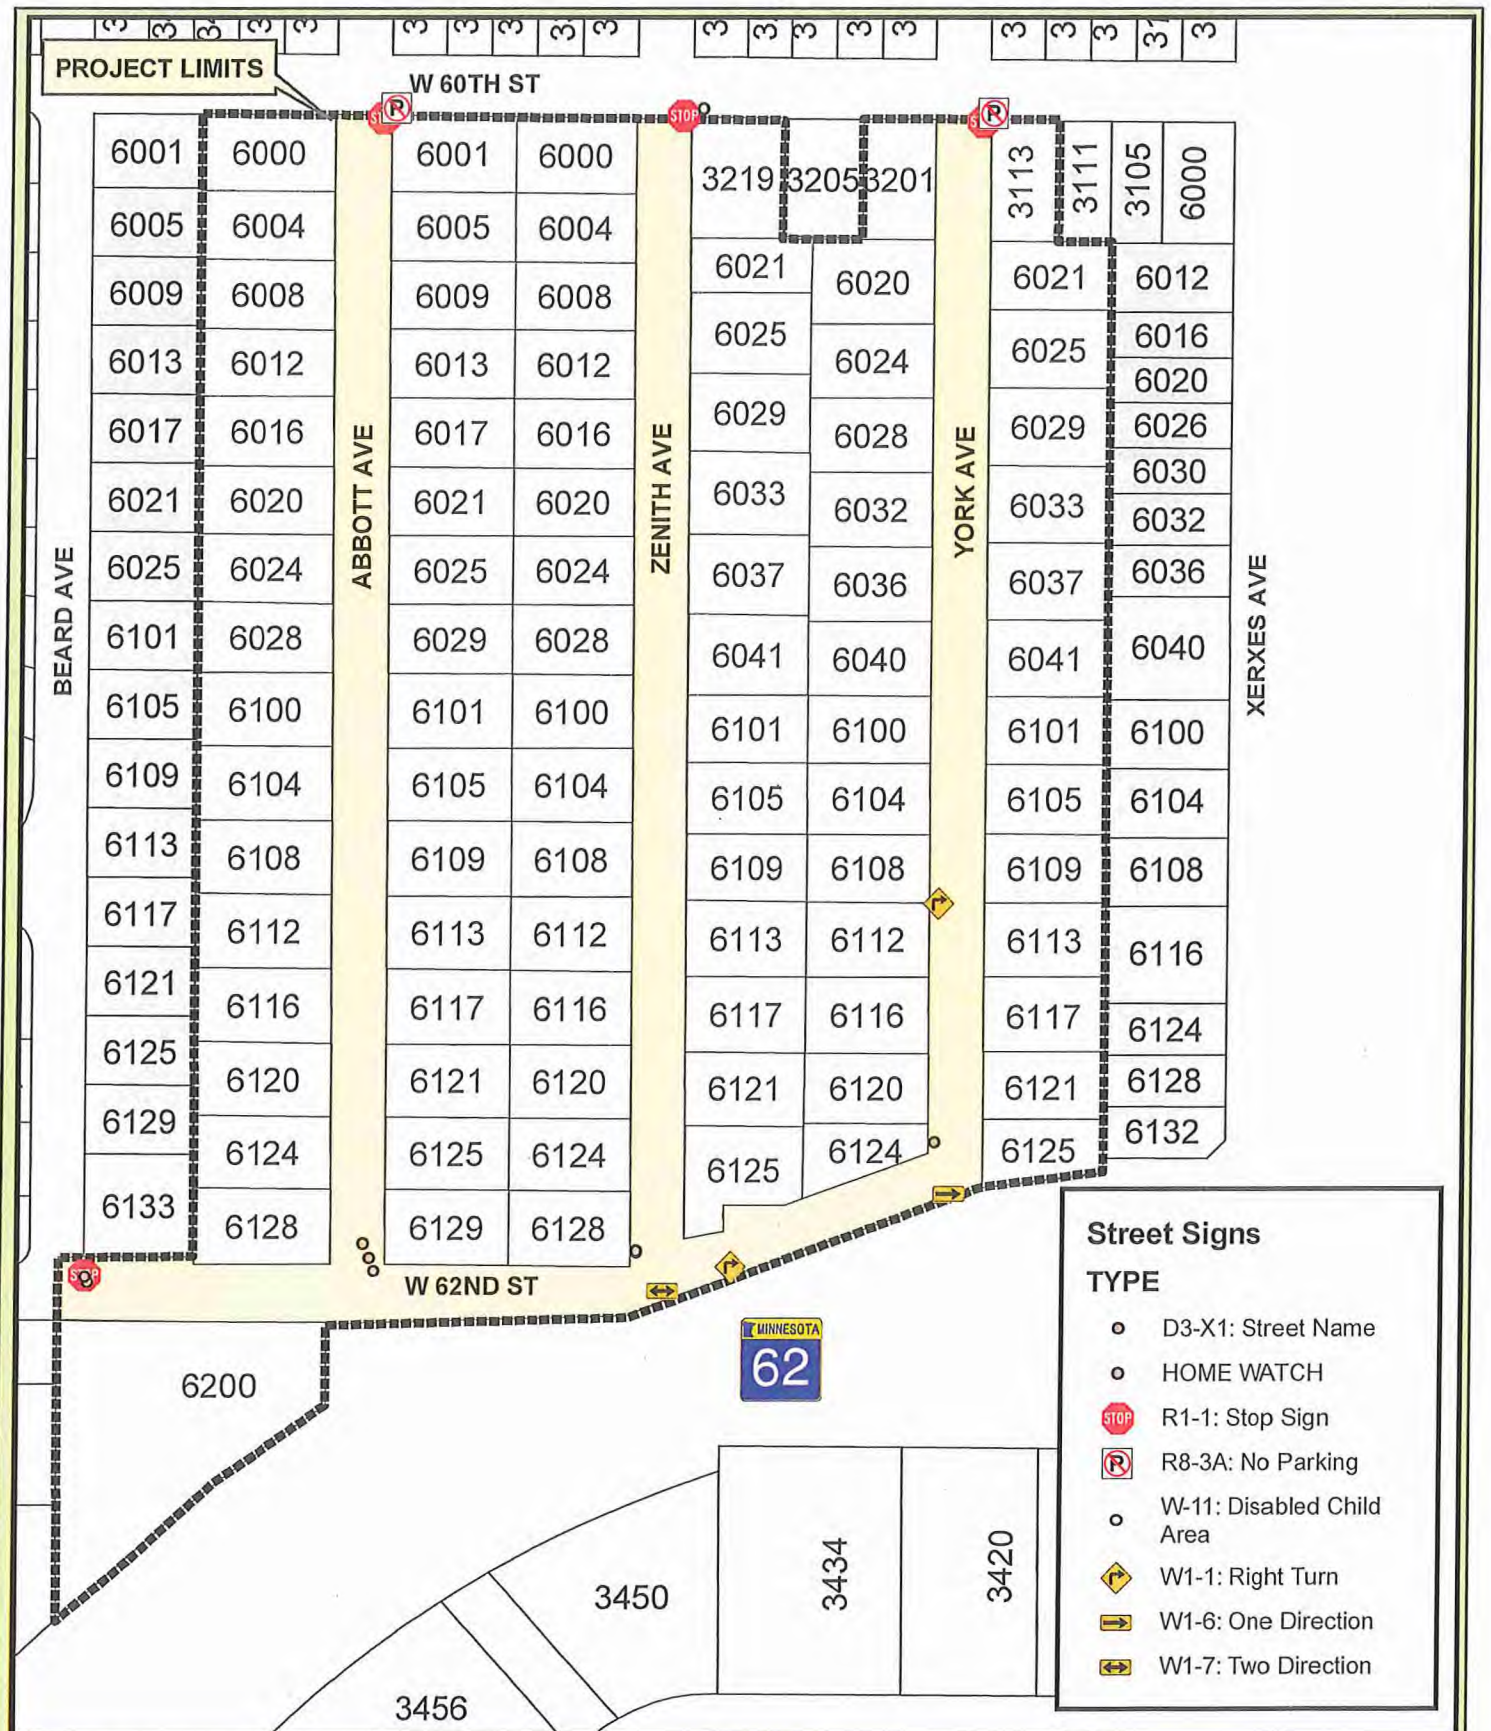 PROJECT LIMITS
W 60TH ST
STOP
P
6001 6000 6001 6000 3219 3205 3201 3113 3111 3105 6000
6005 6004 6005 6004
6009 6008 6009 6008 6021 6020 6021 6012
6013 6012 6013 6012 6025 6024 6025 6016
6020
6017 6016 6017 6016 6029 6028 6029 6026
6030
6021 6020 6021 6020 6033 6032 6033 6032
6025 6024 6025 6024 6037 6036 6037 6036
6101 6028 6029 6028 6041 6040 6041 6040
6105 6100 6101 6100 6101 6100 6101 6100
6109 6104 6105 6104 6105 6104 6105 6104
6113 6108 6109 6108 6109 6108 6109 6108
6117 6112 6113 6112 6113 6112 6113 6116
6121 6116 6117 6116 6117 6116 6117 6124
6125 6120 6121 6120 6121 6120 6121 6128
6129 6124 6125 6124 6125 6124 6125 6132
6133 6128 6129 6128
BEARD AVE
ABBOTT AVE
ZENITH AVE
YORK AVE
XERXES AVE
W 62ND ST
MINNESOTA
62
6200
3450
3434
3420
3456
Street Signs
TYPE
D3-X1: Street Name
HOME WATCH
STOP R1-1: Stop Sign
P R8-3A: No Parking
W-11: Disabled Child
Area
W1-1: Right Turn
W1-6: One Direction
W1-7: Two Direction